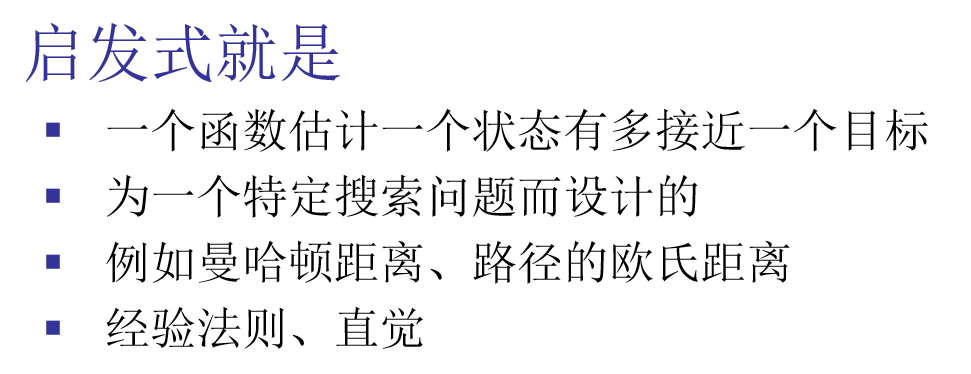 启发式就是
▪ 一个函数估计一个状态有多接近一个目标
▪ 为一个特定搜索问题而设计的
▪ 例如曼哈顿距离、路径的欧氏距离
▪ 经验法则、直觉